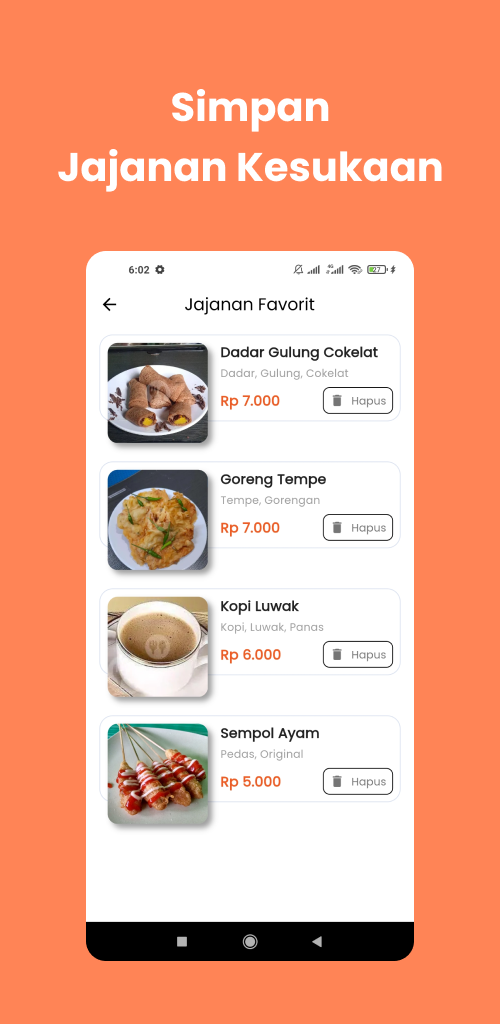 Simpan
Jajanan Kesukaan
6:02
4G
27
Jajanan Favorit
Dadar Gulung Cokelat
Dadar, Gulung, Cokelat
Rp 7.000
Hapus
Goreng Tempe
Tempe, Gorengan
Rp 7.000
Hapus
Kopi Luwak
Kopi, Luwak, Panas
Rp 6.000
Hapus
Sempol Ayam
Pedas, Original
Rp 5.000
Hapus